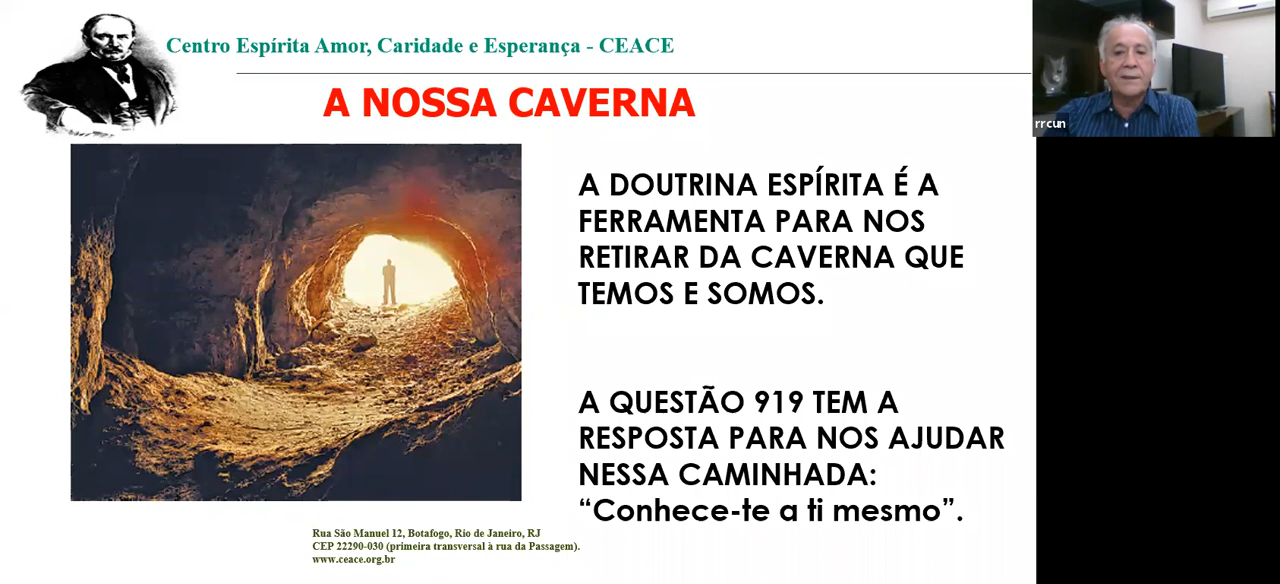 Centro Espírita Amor, Caridade e Esperança - CEACE
A NOSSA CAVERNA
rrcun
A DOUTRINA ESPÍRITA É A
FERRAMENTA PARA NOS
RETIRAR DA CAVERNA QUE
TEMOS E SOMOS.
A QUESTÃO 919 TEM A
RESPOSTA PARA NOS AJUDAR
NESSA CAMINHADA:
“Conhece-te a ti mesmo”.
Rua São Manuel 12, Botafogo, Rio de Janeiro, RJ
CEP 22290-030 (primeira transversal à rua da Passagem).
www.ceace.org.br